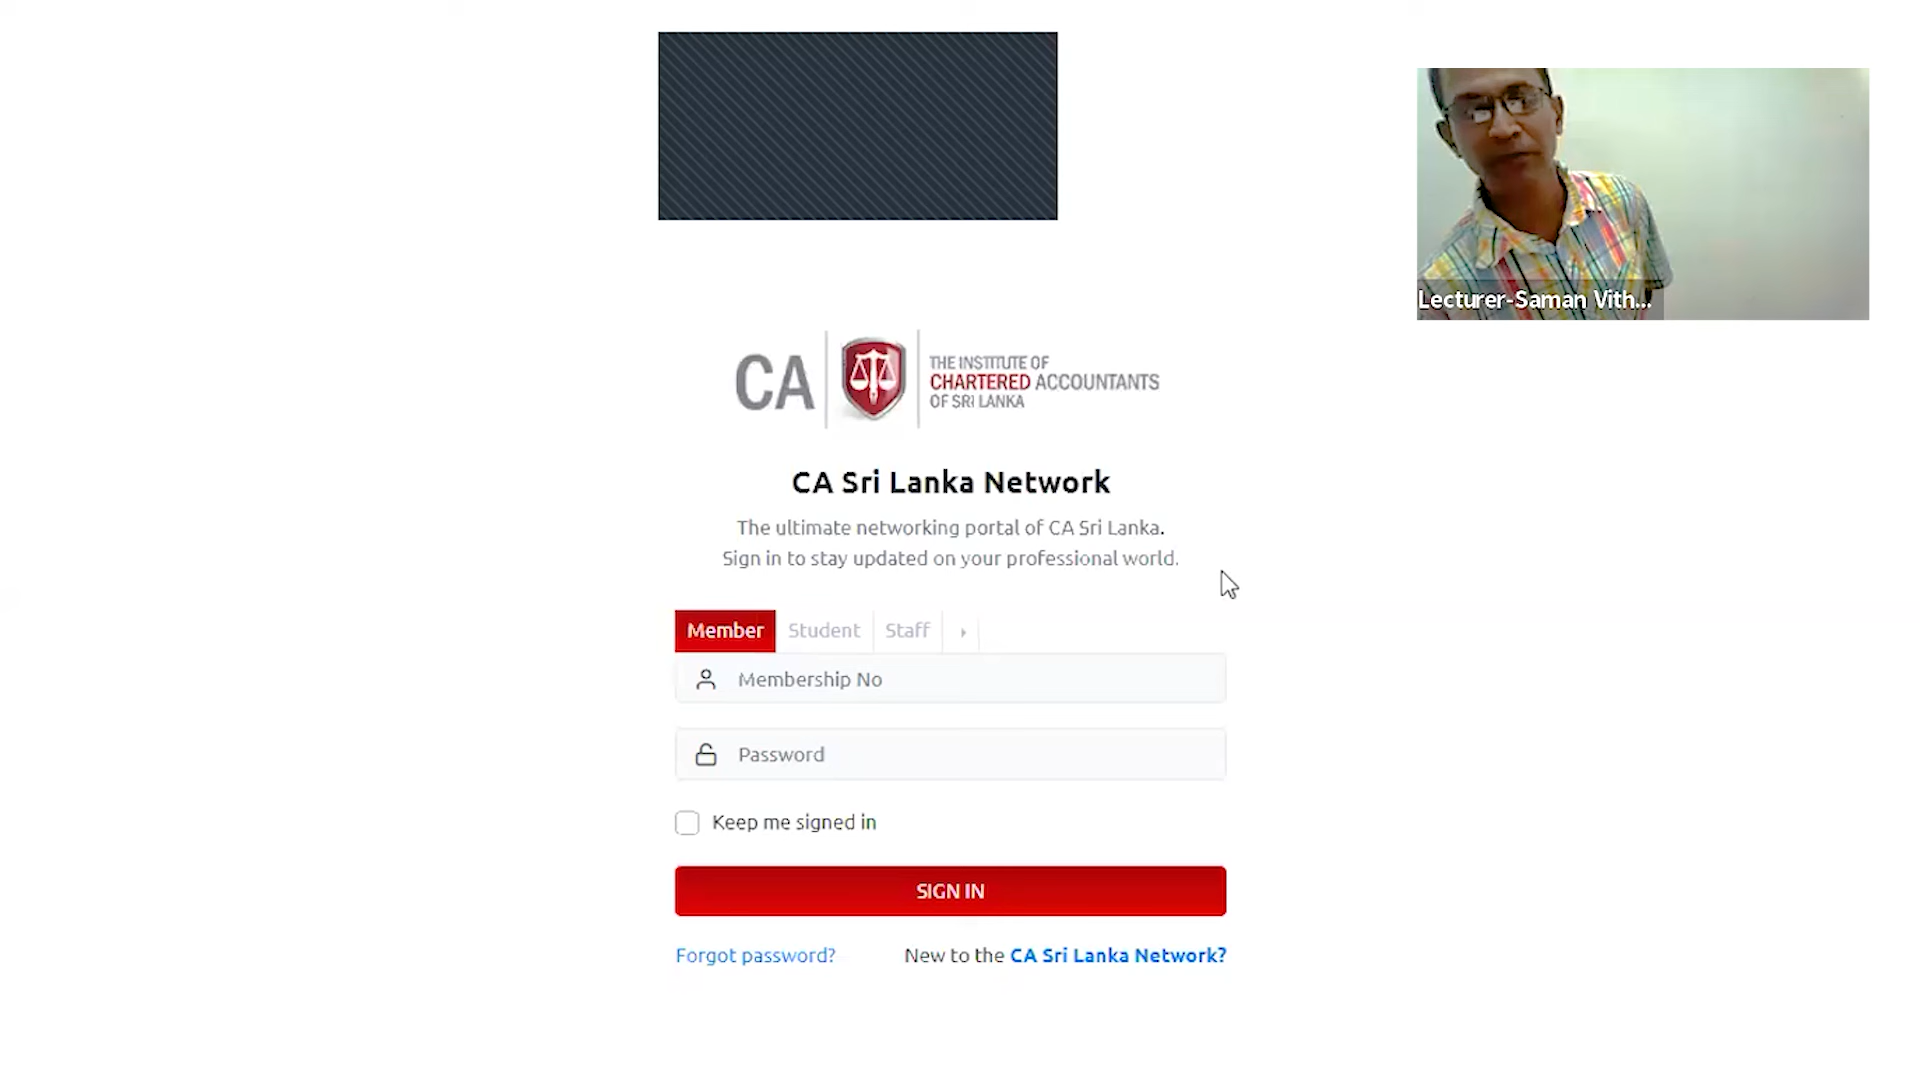 Lecturer-Saman Vith...
CA
THE INSTITUTE OF
CHARTERED ACCOUNTANTS
OF SRI LANKA
CA Sri Lanka Network
The ultimate networking portal of CA Sri Lanka.
Sign in to stay updated on your professional world.
Member Student Staff
Membership No
Password
Keep me signed in
SIGN IN
Forgot password? New to the CA Sri Lanka Network?